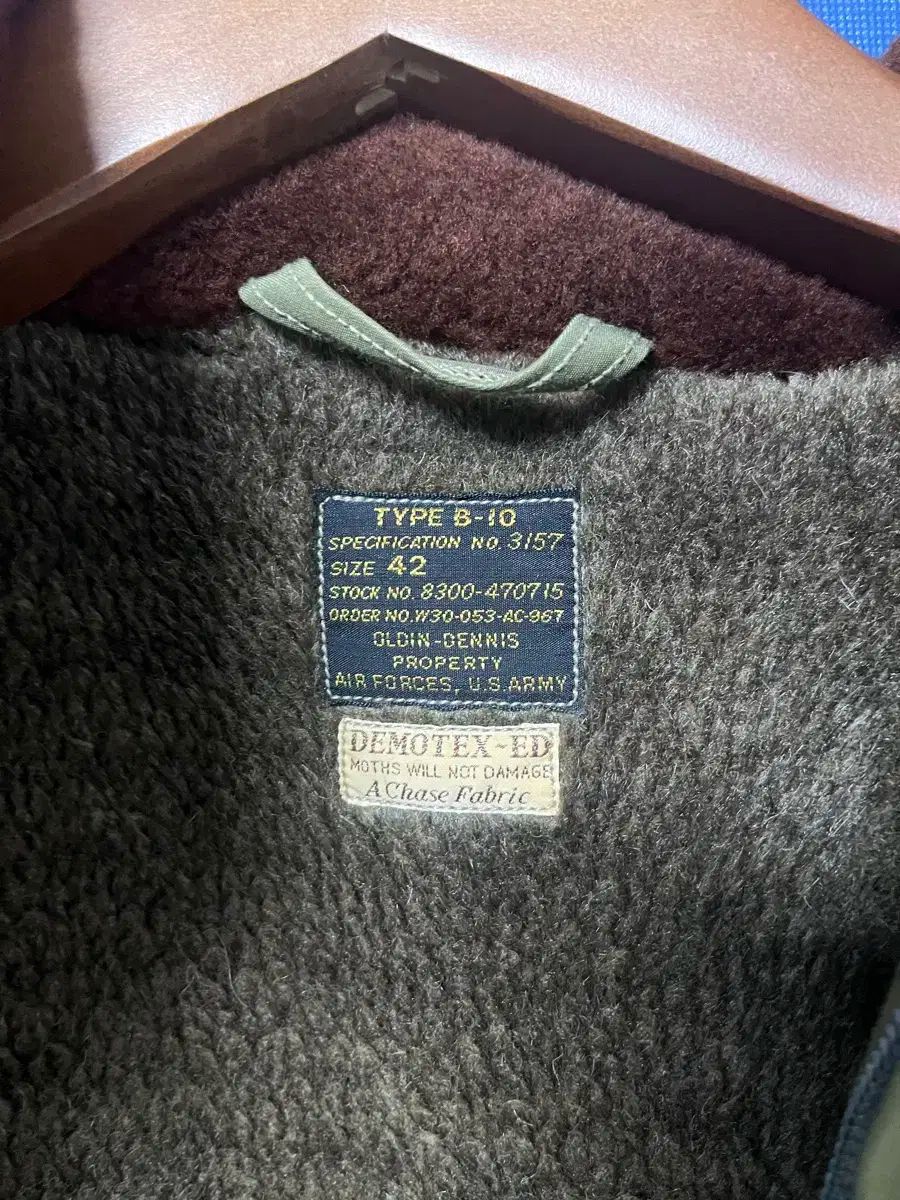 TYPE B-10
SPECIFICATION NO. 3157
SIZE 42
STOCK NO. 8300-470715
ORDER NO. W30-053-AC-967
OLDIN-DENNIS
PROPERTY
AIR FORCES, U.S. ARMY
DEMOTEX-ED
MOTHS WILL NOT DAMAGE
A Chase Fabric